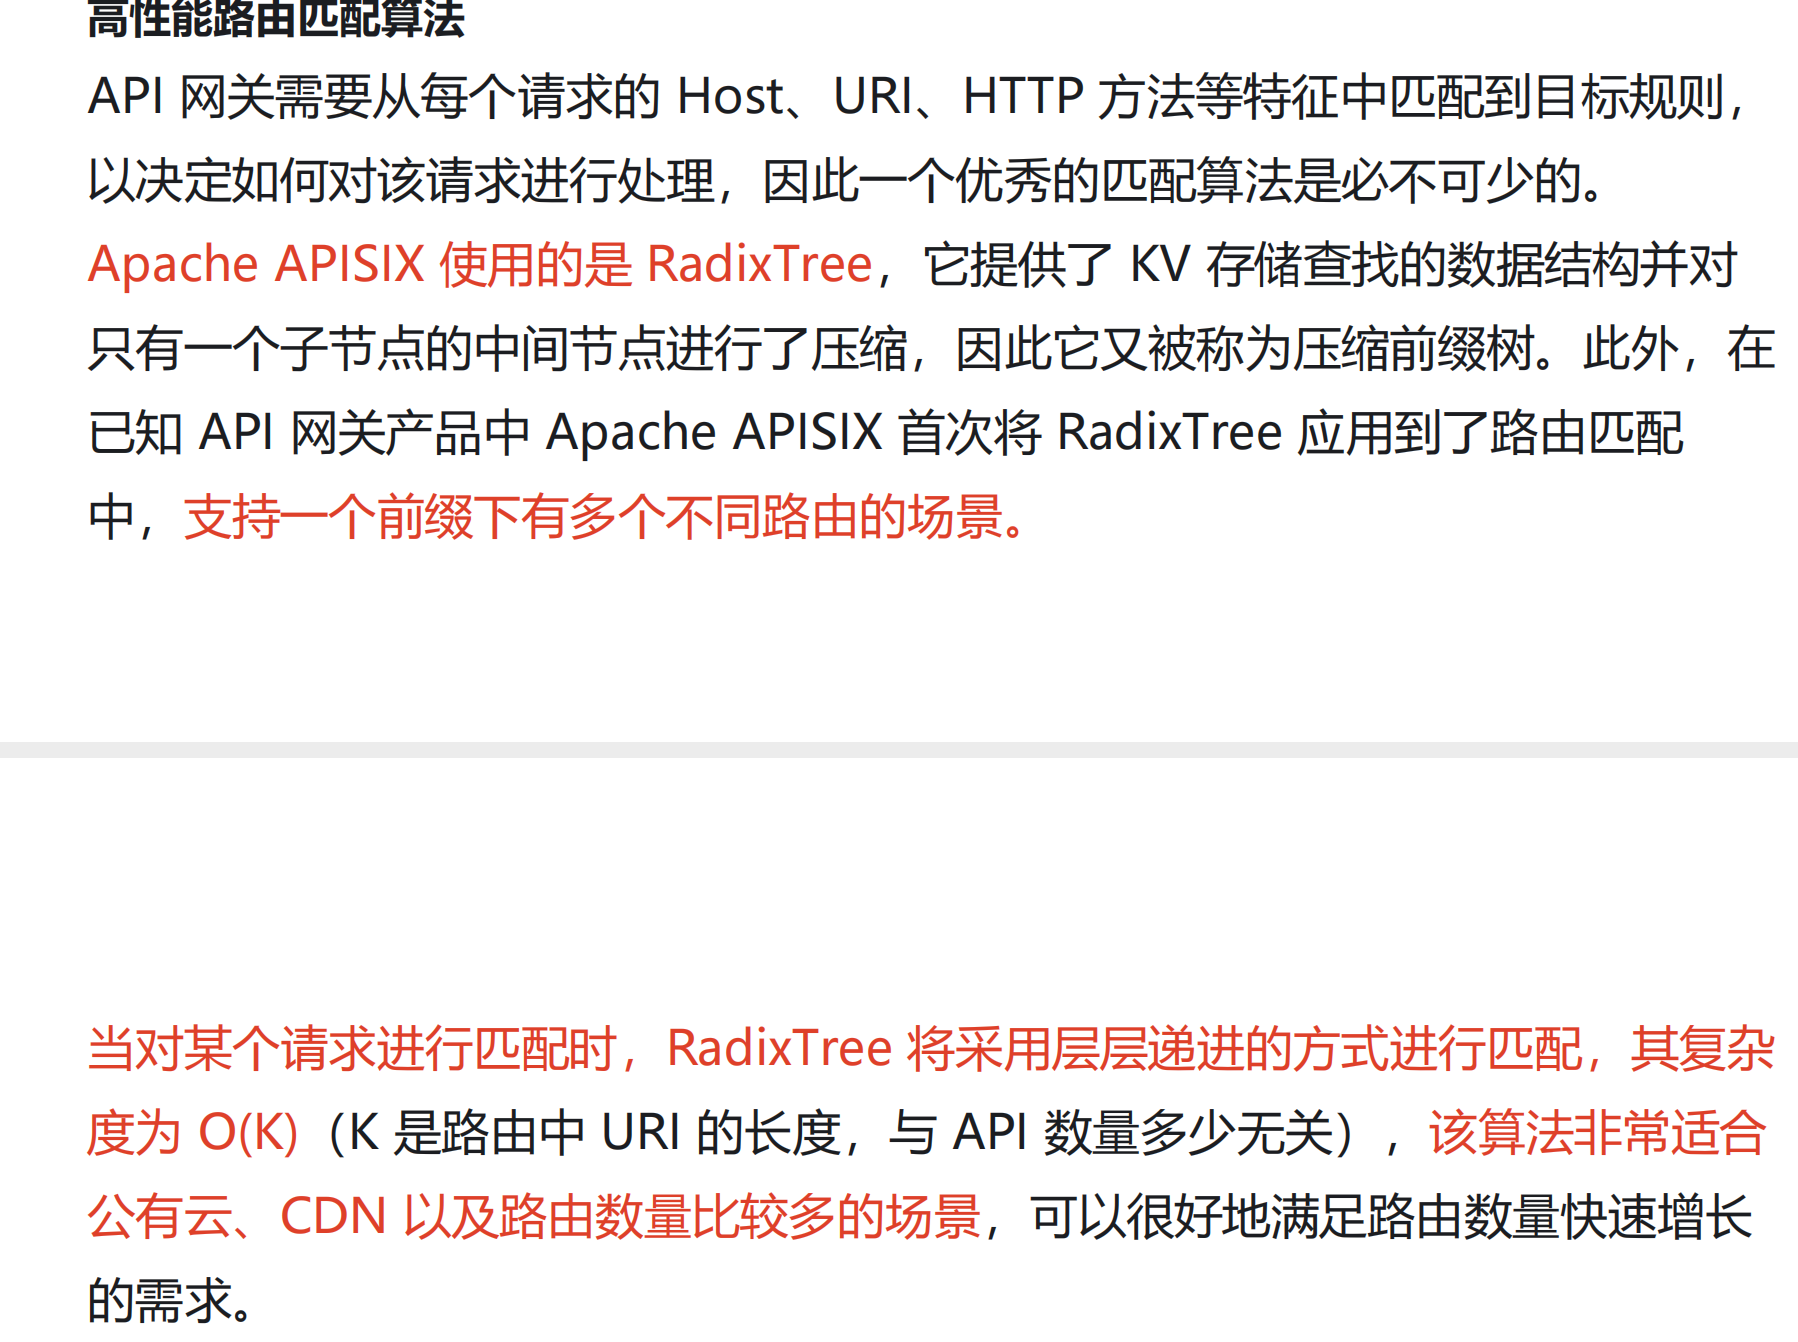 高性能路由匹配算法
API 网关需要从每个请求的 Host、URI、HTTP 方法等特征中匹配到目标规则，
以决定如何对该请求进行处理，因此一个优秀的匹配算法是必不可少的。
Apache APISIX 使用的是 RadixTree，它提供了 KV 存储查找的数据结构并对
只有一个子节点的中间节点进行了压缩，因此它又被称为压缩前缀树。此外，在
已知 API 网关产品中 Apache APISIX 首次将 RadixTree 应用到了路由匹配
中，支持一个前缀下有多个不同路由的场景。
当对某个请求进行匹配时，RadixTree 将采用层层递进的方式进行匹配，其复杂
度为 O(K)（K 是路由中 URI 的长度，与 API 数量多少无关），该算法非常适合
公有云、CDN 以及路由数量比较多的场景，可以很好地满足路由数量快速增长
的需求。